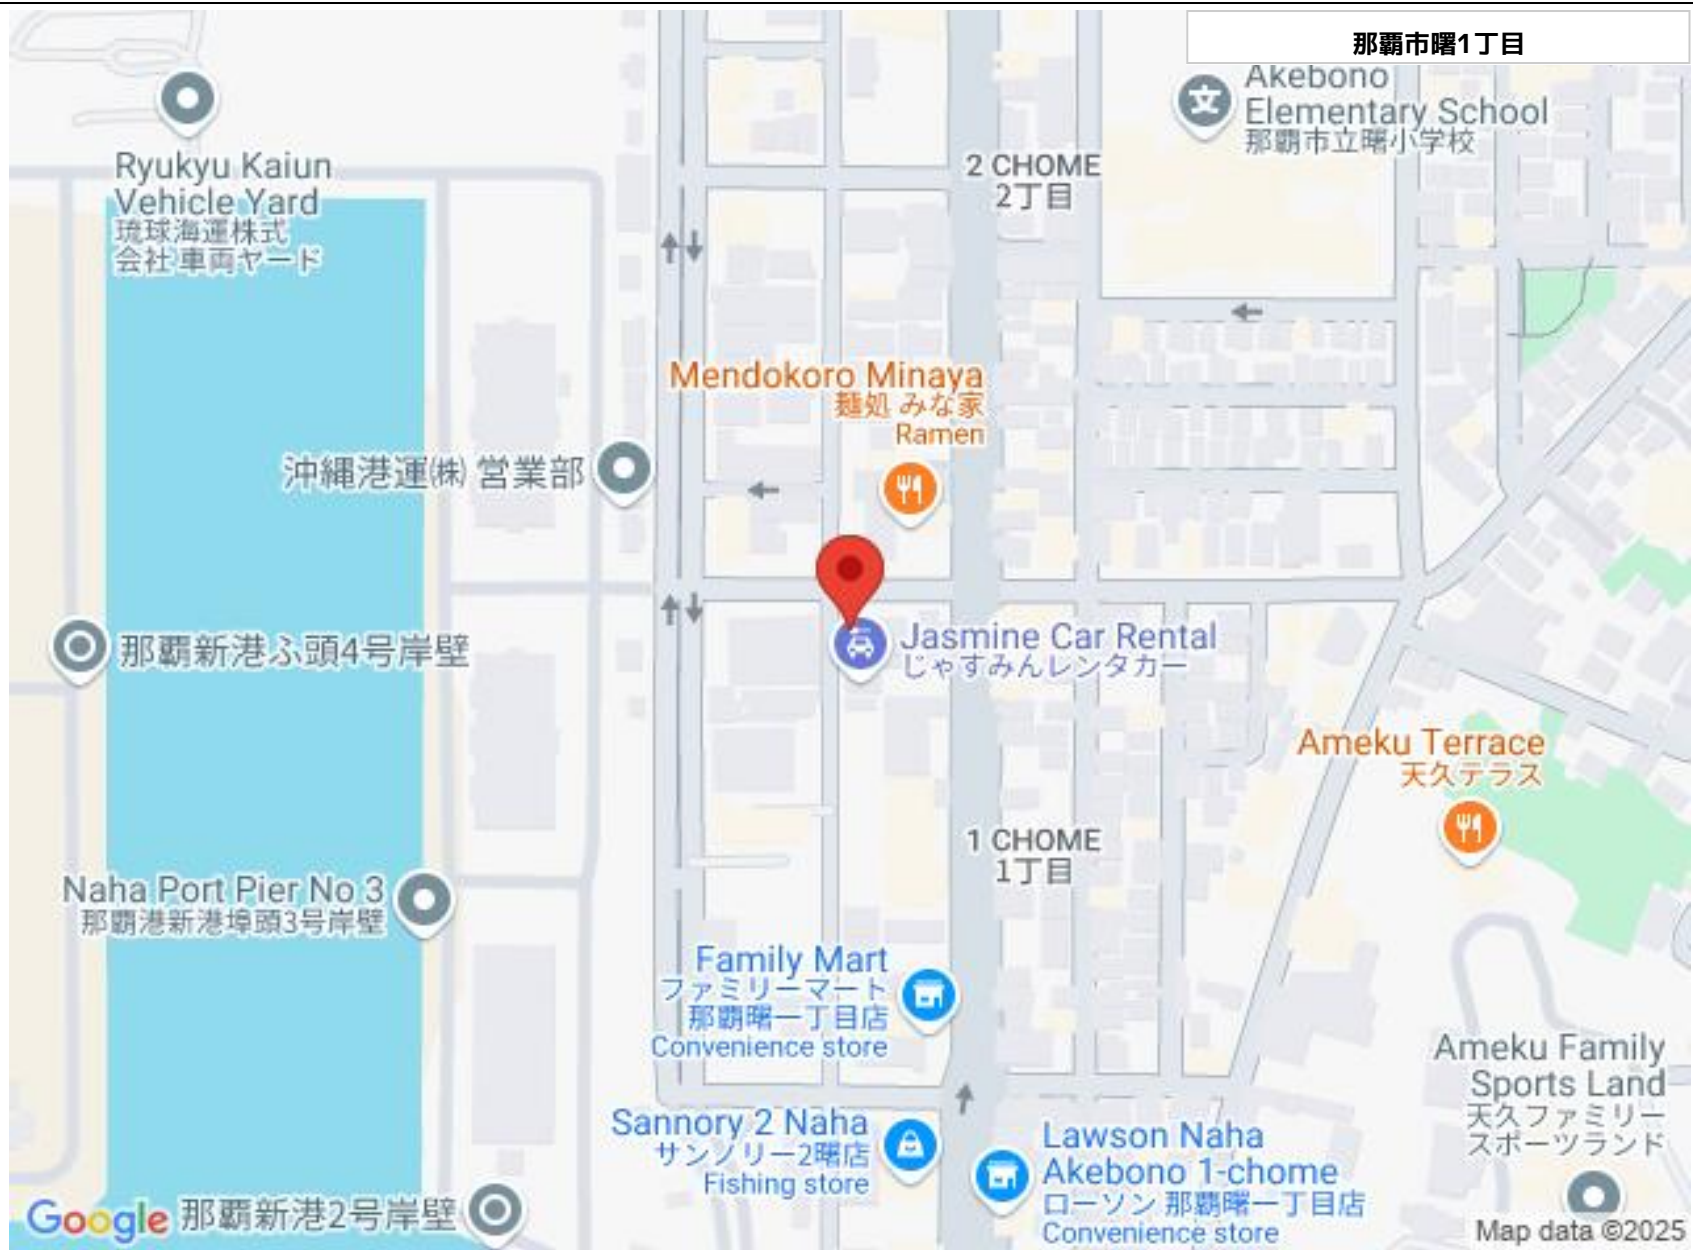 那覇市曙1丁目
Akebono
Elementary School
那覇市立曙小学校
Ryukyu Kaiun
Vehicle Yard
琉球海運株式
会社 車両ヤード
2 CHOME
2丁目
Mendokoro Minaya
麺処 みな家
Ramen
沖縄港運㈱ 営業部
那覇新港ふ頭4号岸壁
Jasmine Car Rental
じゃすみんレンタカー
Ameku Terrace
天久テラス
1 CHOME
1丁目
Naha Port Pier No 3
那覇港新港埠頭3号岸壁
Family Mart
ファミリーマート
那覇曙一丁目店
Convenience store
Ameku Family
Sports Land
天久ファミリー
スポーツランド
Sannory 2 Naha
サンノリー2曙店
Fishing store
Lawson Naha
Akebono 1-chome
ローソン 那覇曙一丁目店
Convenience store
Google
那覇新港2号岸壁
Map data ©2025